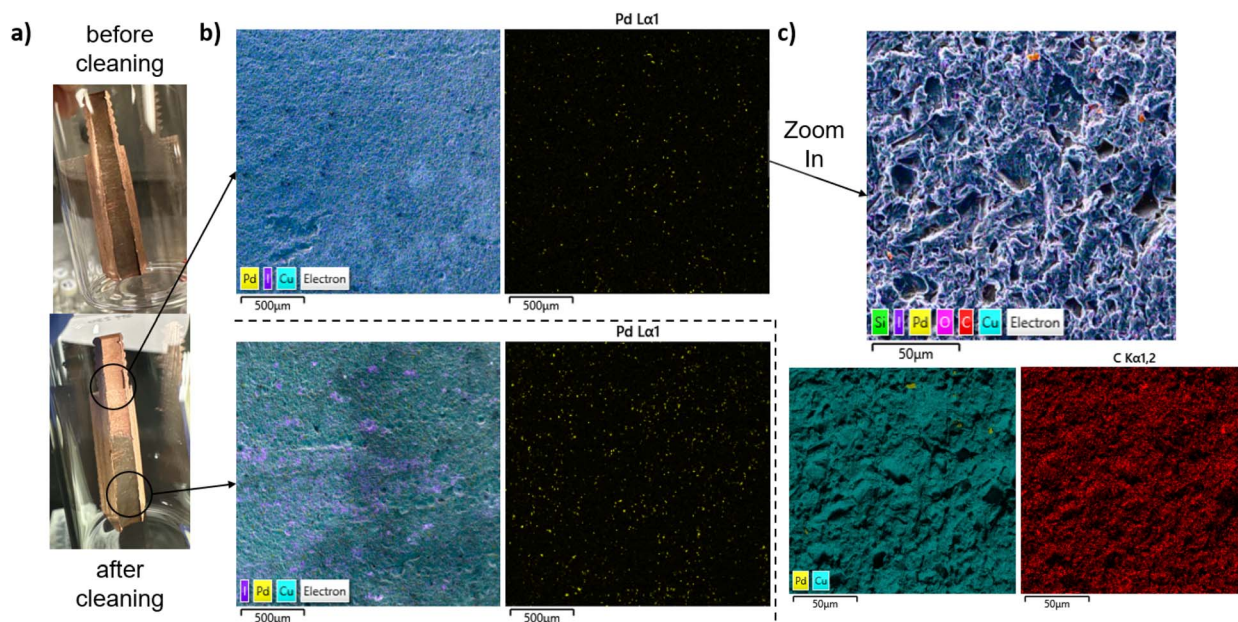 a)
before
cleaning
after
cleaning
b)
Pd Lα1
Pd I Cu Electron
500μm
500μm
Pd Lα1
I Pd Cu Electron
500μm
500μm
Zoom
In
c)
Si I Pd O C Cu Electron
50μm
Pd Cu
50μm
C Kα1,2
50μm